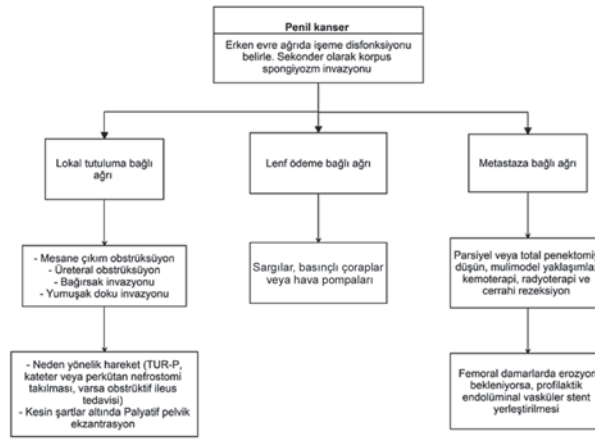 Penil kanser
Erken evre ağrıda işeme disfonksiyonu
belirle. Sekonder olarak korpus
spongiyozm invazyonu
Lokal tutuluma bağlı
ağrı
Lenf ödeme bağlı ağrı
Metastaza bağlı ağrı
- Mesane çıkım obstrüksüyon
- Üreteral obstrüksüyon
- Bağırsak invazyonu
- Yumuşak doku invazyonu
Sargılar, basınçlı çoraplar
veya hava pompaları
Parsiyel veya total penektomiy
düşün, mulimodel yaklaşımla
kemoterapi, radyoterapi ve
cerrahi rezeksiyon
- Neden yönelik hareket (TUR-P,
kateter veya perkütan nefrostomi
takılması, varsa obstrüktif ileus
tedavisi)
- Kesin şartlar altında Palyatif pelvik
ekzantrasyon
Femoral damarlarda erozyon
bekleniyorsa, profilaktik
endolüminal vasküler stent
yerleştirilmesi